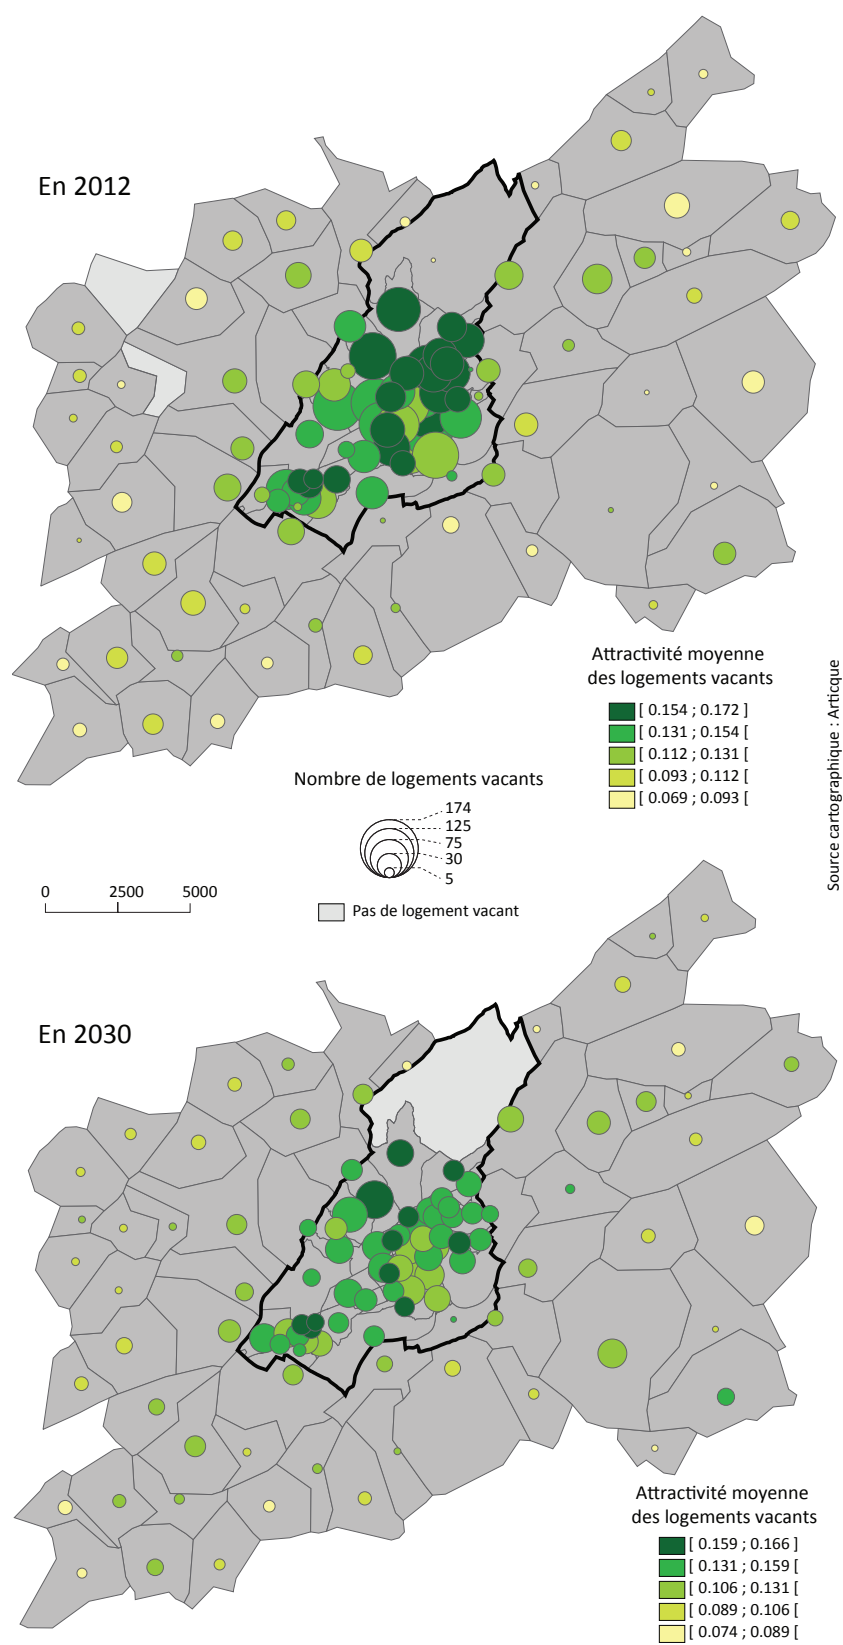 En 2012
Attractivité moyenne
des logements vacants
[ 0.154 ; 0.172 ]
[ 0.131 ; 0.154 [
[ 0.112 ; 0.131 [
[ 0.093 ; 0.112 [
[ 0.069 ; 0.093 [
Source cartographique : Articque
Nombre de logements vacants
174
125
75
30
5
0 2500 5000
Pas de logement vacant
En 2030
Attractivité moyenne
des logements vacants
[ 0.159 ; 0.166 ]
[ 0.131 ; 0.159 [
[ 0.106 ; 0.131 [
[ 0.089 ; 0.106 [
[ 0.074 ; 0.089 [